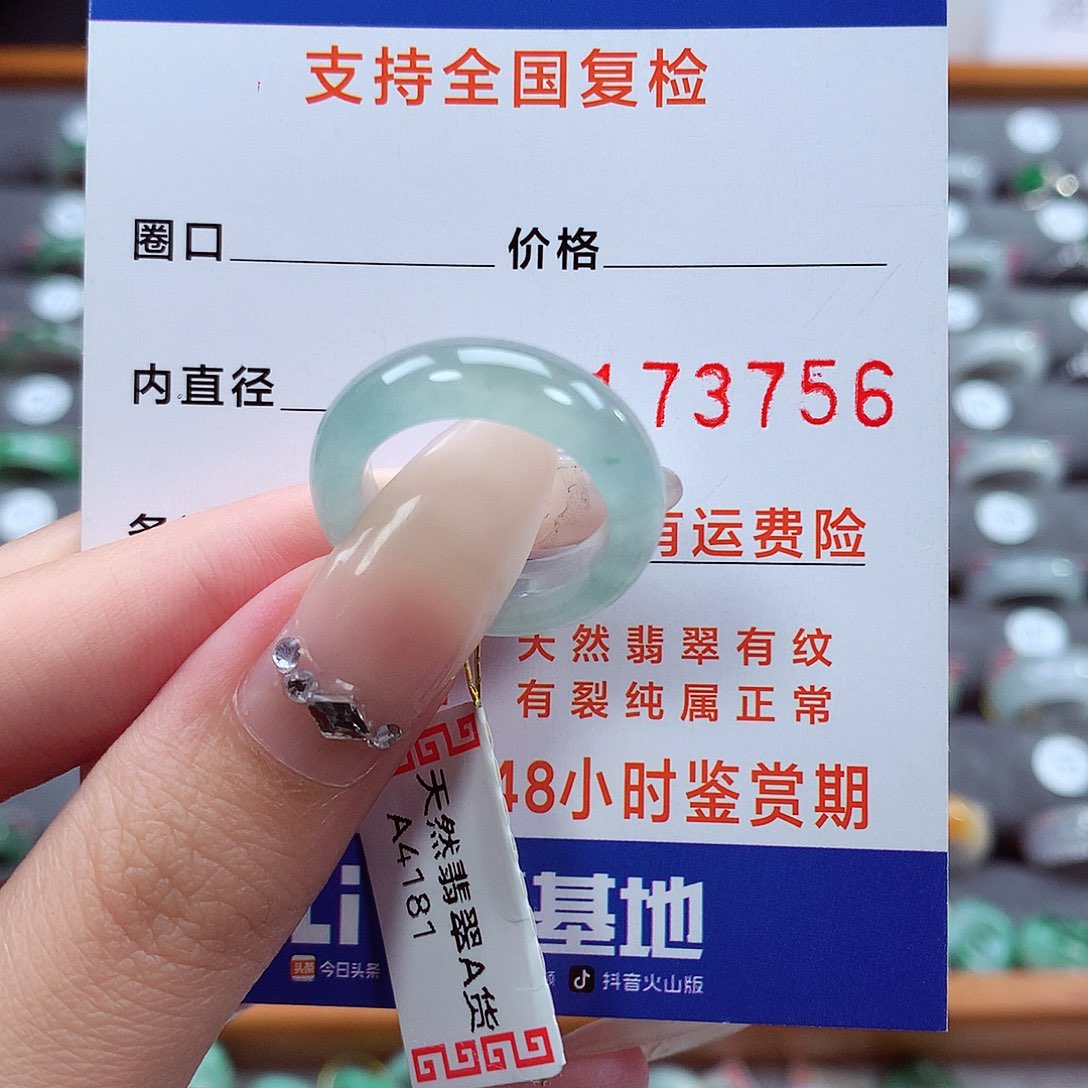 支持全国复检
圈口 价格
内直径
173756
有运费险
天然翡翠有纹
有裂纯属正常
48小时鉴赏期
基地
头条 今日头条
抖音火山版
天然翡翠A货
A4181